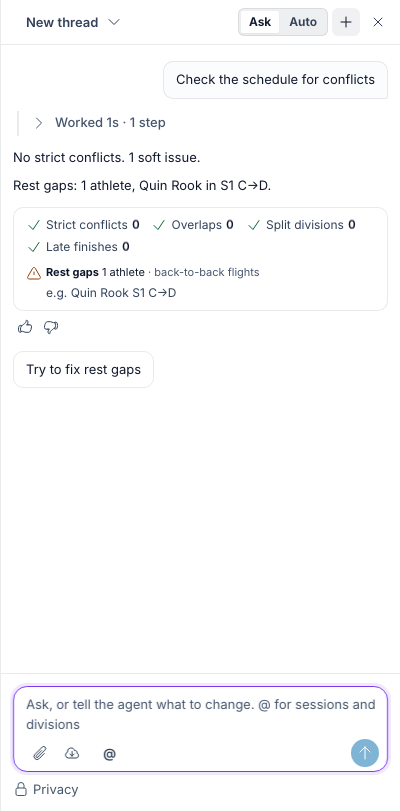 New thread
Ask Auto
Check the schedule for conflicts
Worked 1s · 1 step
No strict conflicts. 1 soft issue.
Rest gaps: 1 athlete, Quin Rook in S1 C→D.
Strict conflicts 0 Overlaps 0 Split divisions 0
Late finishes 0
Rest gaps 1 athlete · back-to-back flights
e.g. Quin Rook S1 C→D
Try to fix rest gaps
Ask, or tell the agent what to change. @ for sessions and
divisions
@
Privacy